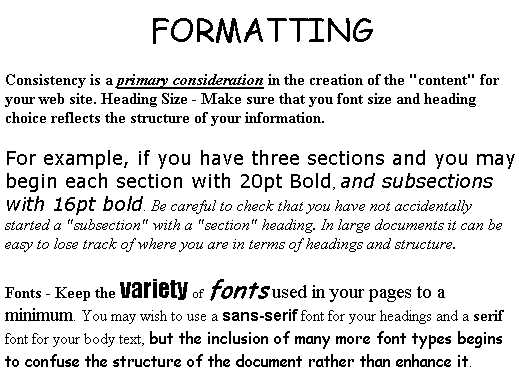 FORMATTING
Consistency is a primary consideration in the creation of the "content" for
your web site. Heading Size - Make sure that you font size and heading
choice reflects the structure of your information.
For example, if you have three sections and you may
begin each section with 20pt Bold, and subsections
with 16pt bold. Be careful to check that you have not accidentally
started a "subsection" with a "section" heading. In large documents it can be
easy to lose track of where you are in terms of headings and structure.
Fonts - Keep the variety of fonts used in your pages to a
minimum. You may wish to use a sans-serif font for your headings and a serif
font for your body text, but the inclusion of many more font types begins
to confuse the structure of the document rather than enhance it.